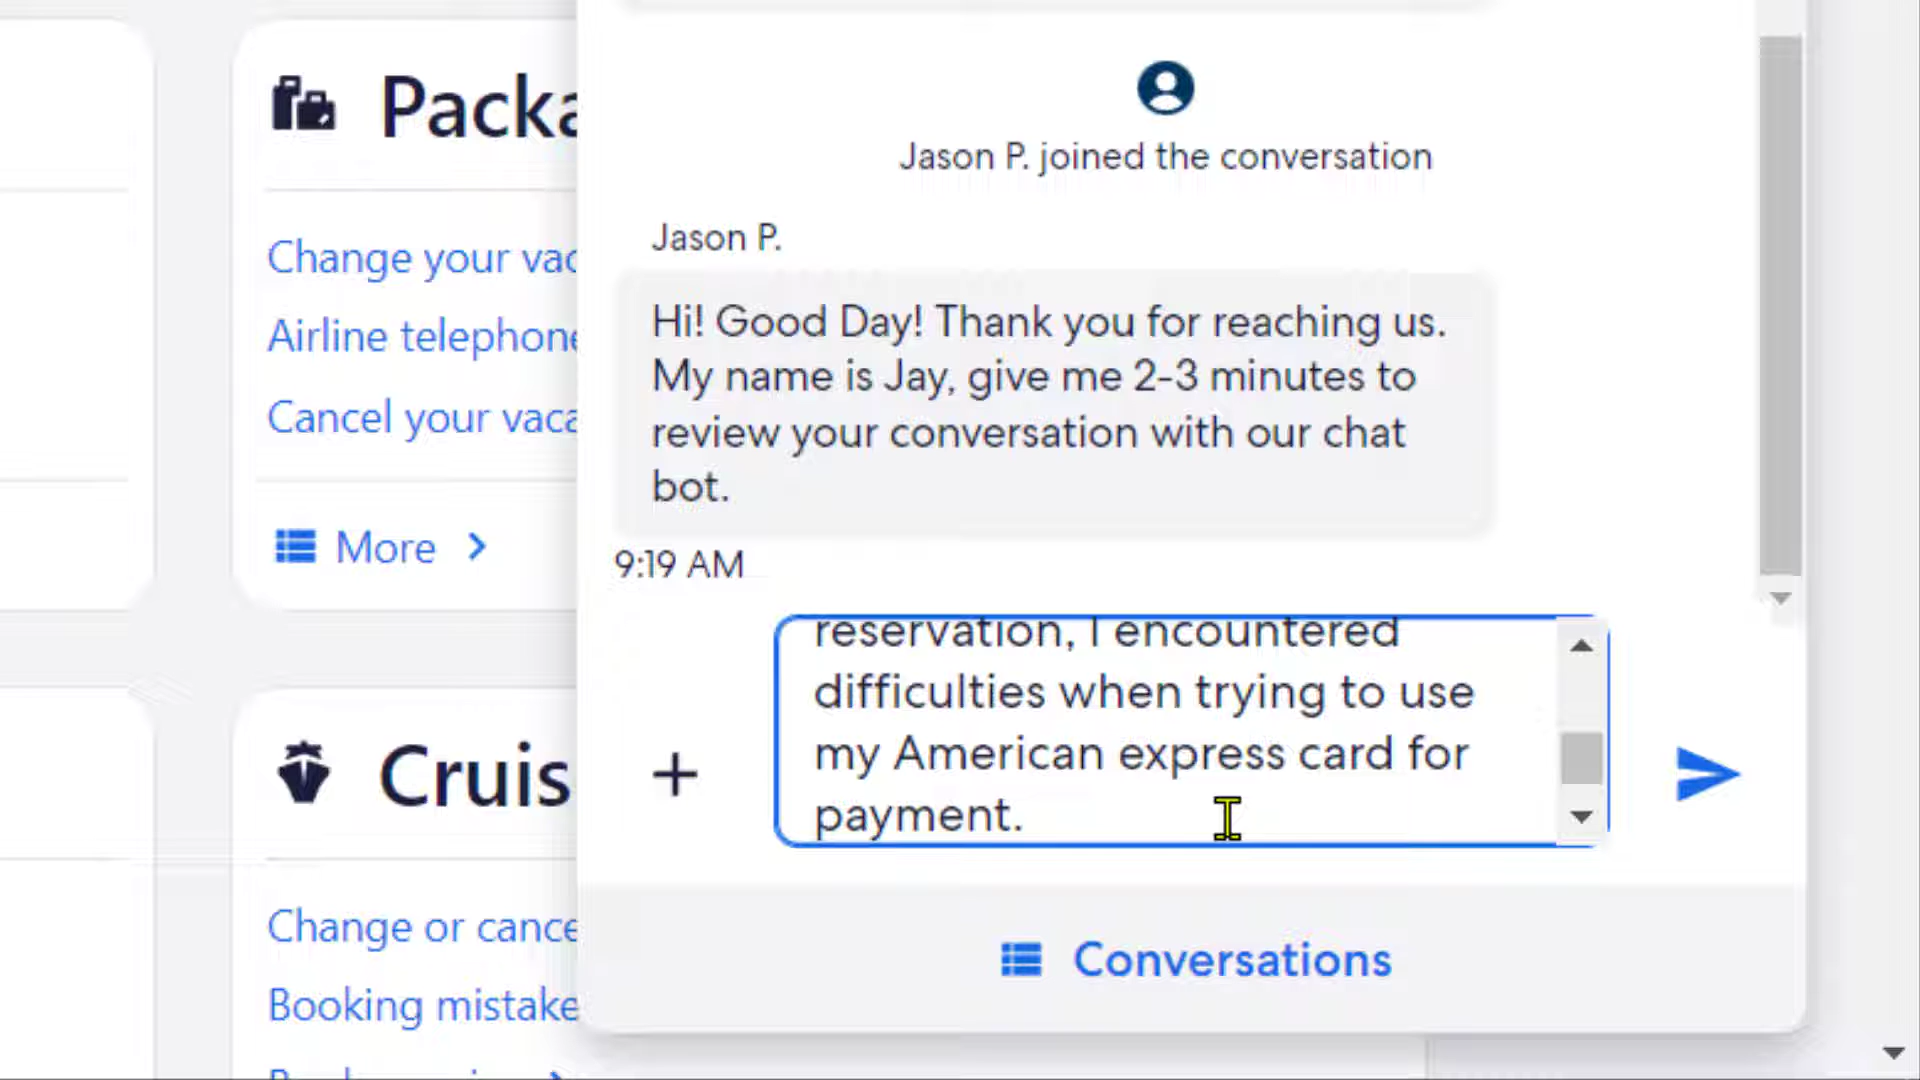 Packa
Change your vac
Airline telephone
Cancel your vaca
More
Cruis
Change or cance
Booking mistake
Jason P. joined the conversation
Jason P.
Hi! Good Day! Thank you for reaching us.
My name is Jay, give me 2-3 minutes to
review your conversation with our chat
bot.
9:19 AM
reservation, I encountered
difficulties when trying to use
my American express card for
payment.
Conversations